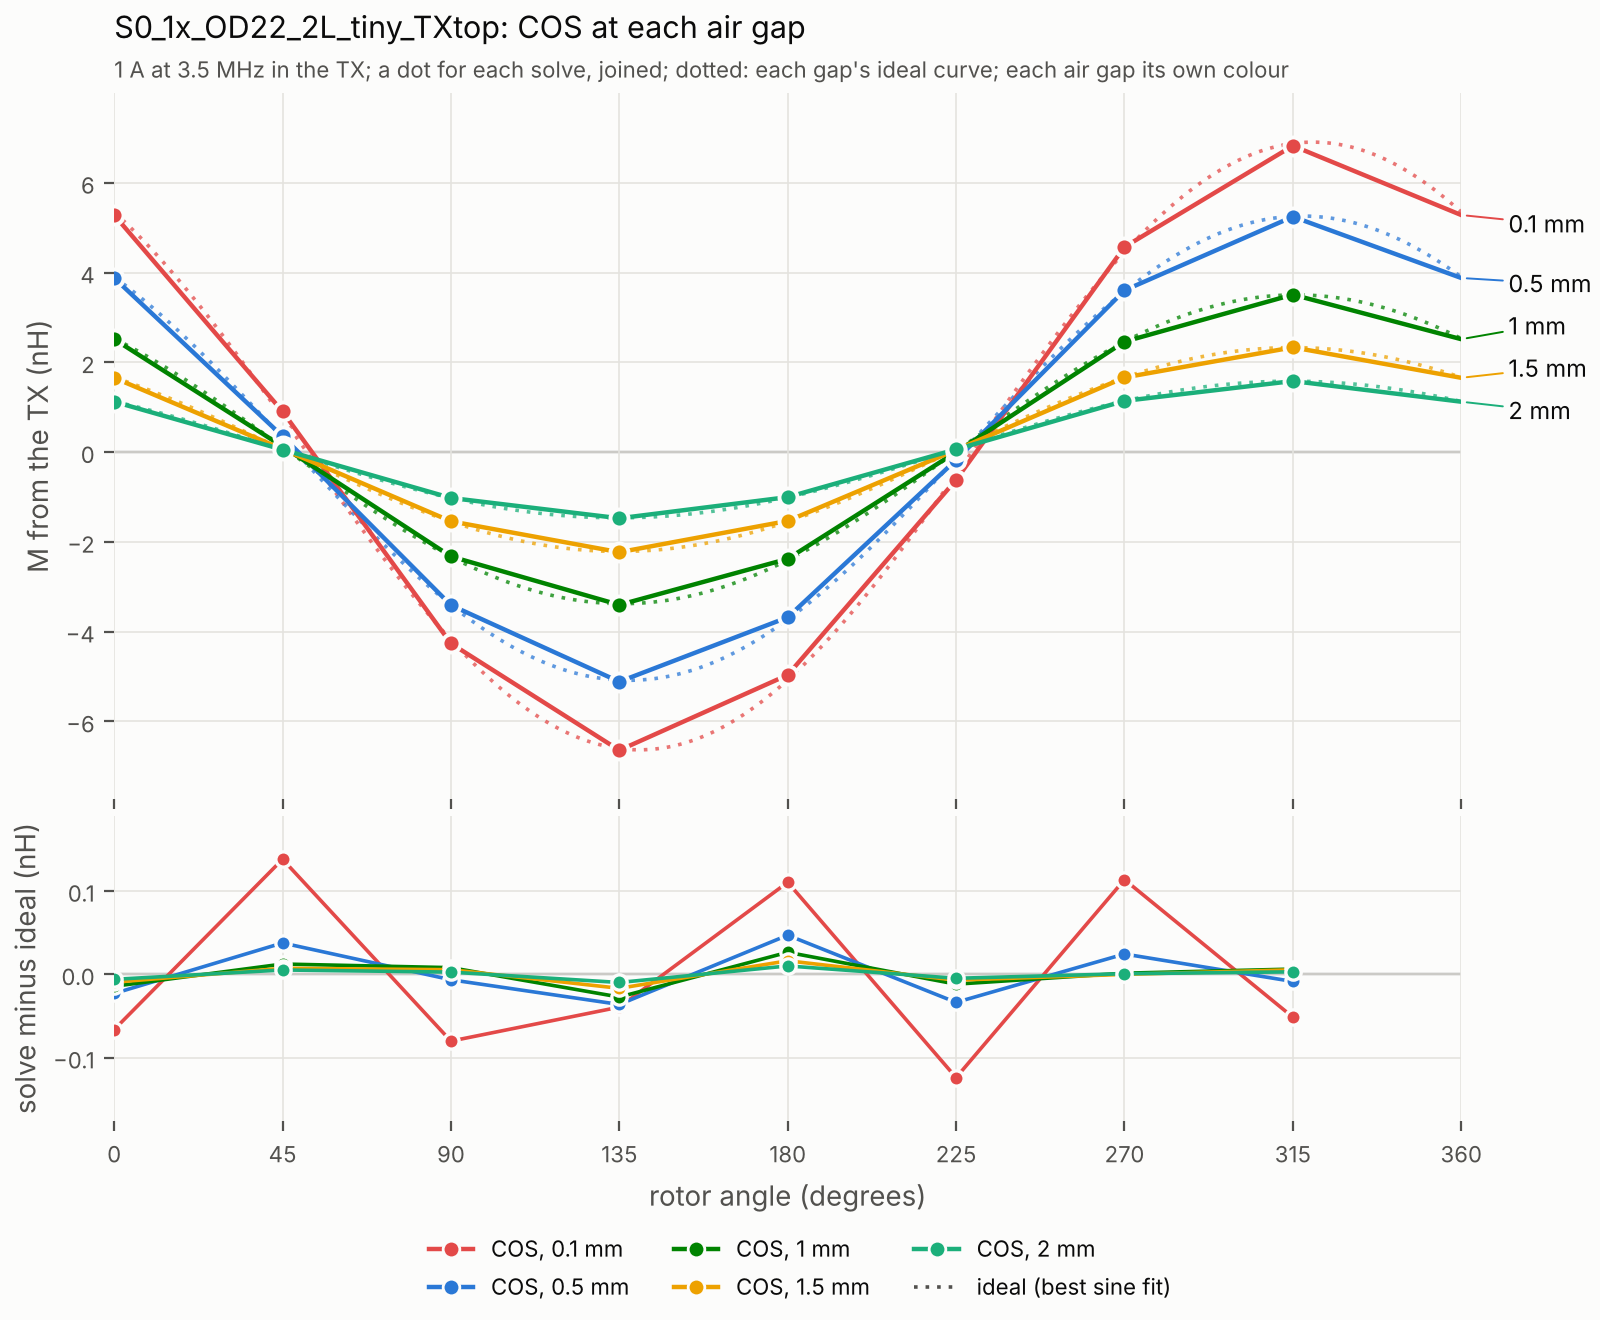 S0_1x_OD22_2L_tiny_TXtop: COS at each air gap
1 A at 3.5 MHz in the TX; a dot for each solve, joined; dotted: each gap's ideal curve; each air gap its own colour
M from the TX (nH)
6
4
2
0
−2
−4
−6
0.1 mm
0.5 mm
1 mm
1.5 mm
2 mm
solve minus ideal (nH)
0.1
0.0
−0.1
0 45 90 135 180 225 270 315 360
rotor angle (degrees)
COS, 0.1 mm COS, 1 mm COS, 2 mm
COS, 0.5 mm COS, 1.5 mm ideal (best sine fit)